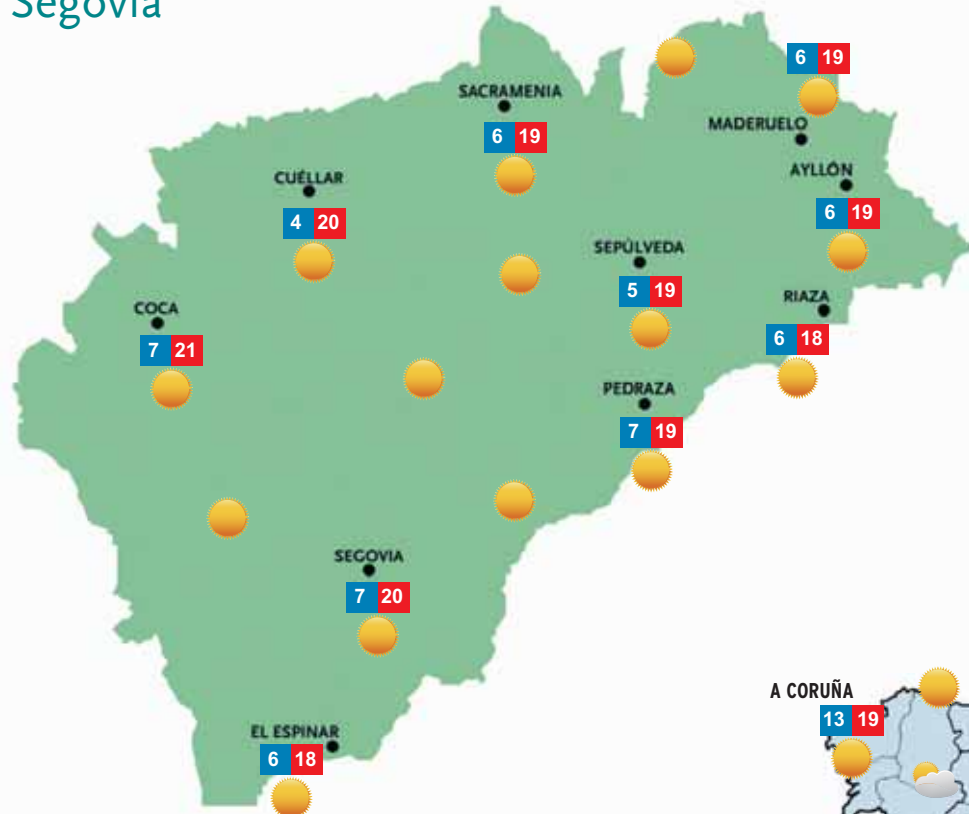 Segovia
6 19
SACRAMENIA
6 19
MADERUELO
AYLLÓN
6 19
CUÉLLAR
4 20
SEPÚLVEDA
5 19
RIAZA
6 18
COCA
7 21
PEDRAZA
7 19
SEGOVIA
7 20
A CORUÑA
13 19
EL ESPINAR
6 18